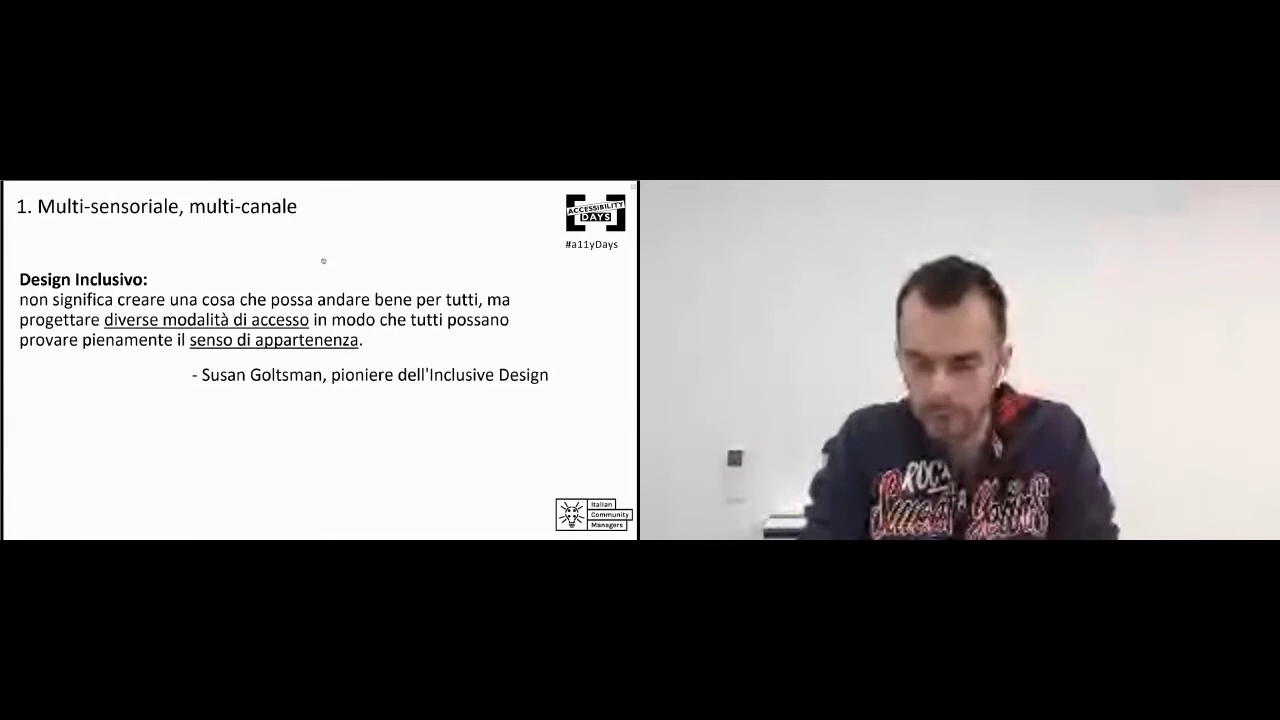 1. Multi-sensoriale, multi-canale
ACCESSIBILITY
DAYS
#a11yDays
Design Inclusivo:
non significa creare una cosa che possa andare bene per tutti, ma
progettare diverse modalità di accesso in modo che tutti possano
provare pienamente il senso di appartenenza.
- Susan Goltsman, pioniere dell'Inclusive Design
Italian
Community
Managers
ROCK